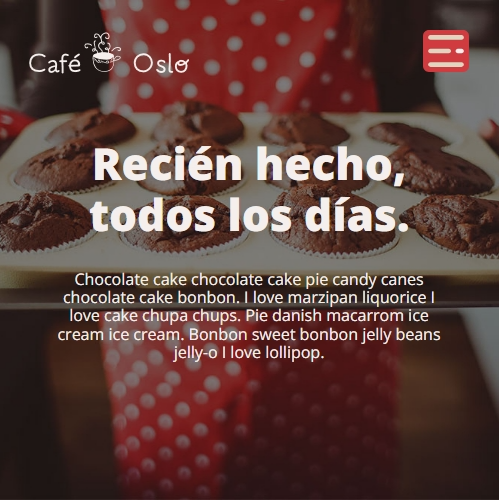 Café Oslo
Recién hecho,
todos los días.
Chocolate cake chocolate cake pie candy canes
chocolate cake bonbon. I love marzipan liquorice I
love cake chupa chups. Pie danish macarrom ice
cream ice cream. Bonbon sweet bonbon jelly beans
jelly-o I love lollipop.